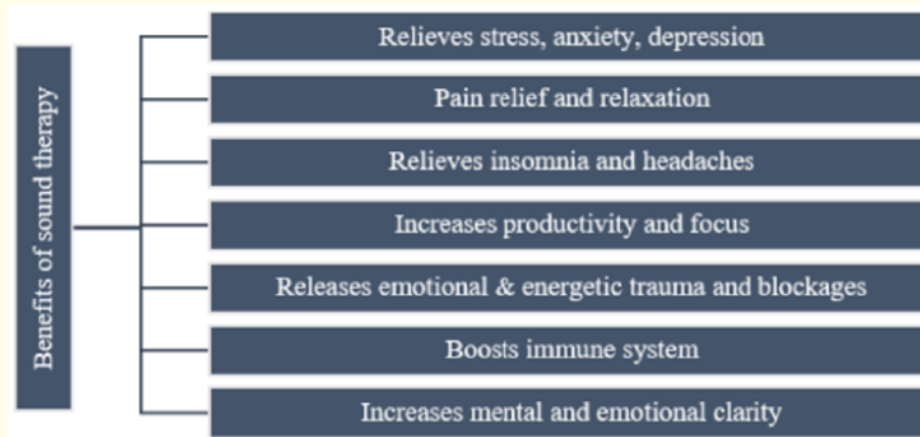 Benefits of sound therapy
Relieves stress, anxiety, depression
Pain relief and relaxation
Relieves insomnia and headaches
Increases productivity and focus
Releases emotional & energetic trauma and blockages
Boosts immune system
Increases mental and emotional clarity